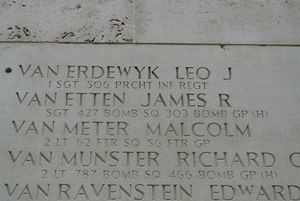 VAN ERDEWYK LEO J
1 SGT 506 PRCHT INF REGT
VAN ETTEN JAMES R
SGT 427 BOMB SQ 303 BOMB GP (H)
VAN METER MALCOLM
2 LT 62 FTR SQ 56 FTR GP
VAN MUNSTER RICHARD C
2 LT 787 BOMB SQ 466 BOMB GP (H)
VAN RAVENSTEIN EDWARD